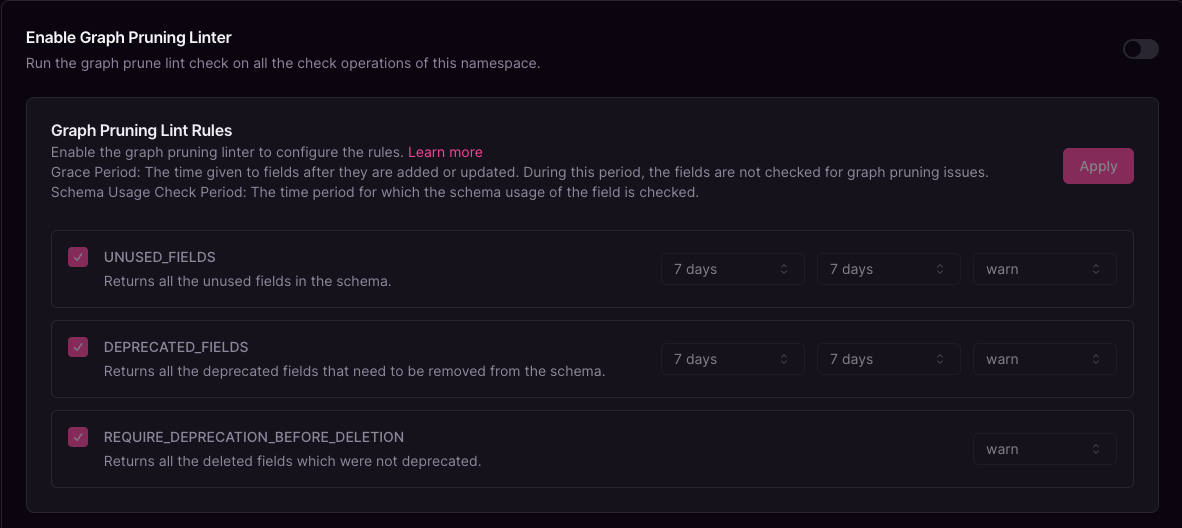 Enable Graph Pruning Linter
Run the graph prune lint check on all the check operations of this namespace.
Graph Pruning Lint Rules
Enable the graph pruning linter to configure the rules. Learn more
Grace Period: The time given to fields after they are added or updated. During this period, the fields are not checked for graph pruning issues.
Schema Usage Check Period: The time period for which the schema usage of the field is checked.
Apply
UNUSED_FIELDS
Returns all the unused fields in the schema.
7 days
7 days
warn
DEPRECATED_FIELDS
Returns all the deprecated fields that need to be removed from the schema.
7 days
7 days
warn
REQUIRE_DEPRECATION_BEFORE_DELETION
Returns all the deleted fields which were not deprecated.
warn